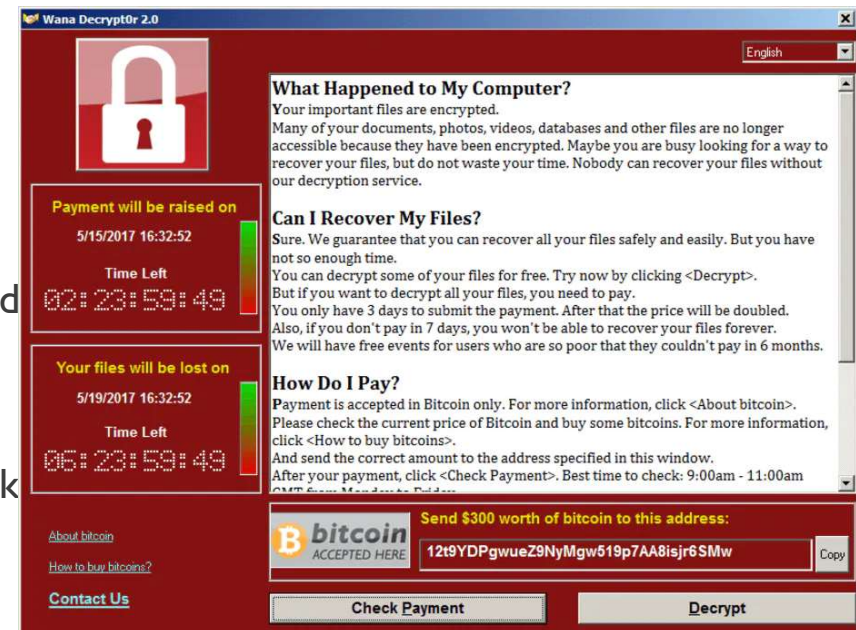 Wana Decrypt0r 2.0
English
What Happened to My Computer?
Your important files are encrypted.
Many of your documents, photos, videos, databases and other files are no longer
accessible because they have been encrypted. Maybe you are busy looking for a way to
recover your files, but do not waste your time. Nobody can recover your files without
our decryption service.
Can I Recover My Files?
Sure. We guarantee that you can recover all your files safely and easily. But you have
not so enough time.
You can decrypt some of your files for free. Try now by clicking <Decrypt>.
But if you want to decrypt all your files, you need to pay.
You only have 3 days to submit the payment. After that the price will be doubled.
Also, if you don't pay in 7 days, you won't be able to recover your files forever.
We will have free events for users who are so poor that they couldn't pay in 6 months.
How Do I Pay?
Payment is accepted in Bitcoin only. For more information, click <About bitcoin>.
Please check the current price of Bitcoin and buy some bitcoins. For more information,
click <How to buy bitcoins>.
And send the correct amount to the address specified in this window.
After your payment, click <Check Payment>. Best time to check: 9:00am - 11:00am
GMT from Monday to Friday
Payment will be raised on
5/15/2017 16:32:52
Time Left
02:23:59:49
d
Your files will be lost on
5/19/2017 16:32:52
Time Left
06:23:59:49
k
About bitcoin
How to buy bitcoins?
Contact Us
bitcoin
ACCEPTED HERE
Send $300 worth of bitcoin to this address:
12t9YDPgwueZ9NyMgw519p7AA8isjr6SMw
Copy
Check Payment
Decrypt